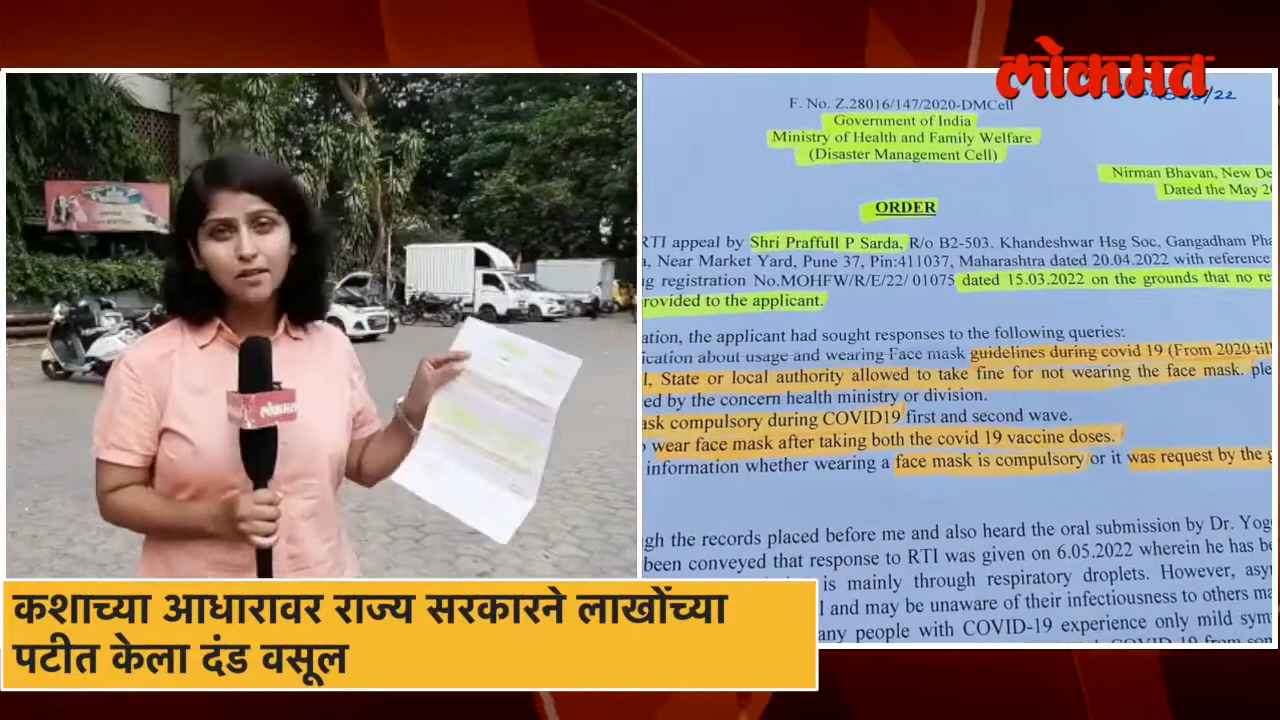 लोकमत
F. No. Z.28016/147/2020-DMCell
Government of India
Ministry of Health and Family Welfare
(Disaster Management Cell)
Nirman Bhavan, New De
Dated the May 20
ORDER
RTI appeal by Shri Praffull P Sarda, R/o B2-503. Khandeshwar Hsg Soc, Gangadham Pha
, Near Market Yard, Pune 37, Pin:411037, Maharashtra dated 20.04.2022 with reference
g registration No.MOHFW/R/E/22/ 01075 dated 15.03.2022 on the grounds that no re
provided to the applicant.
ation, the applicant had sought responses to the following queries:
ication about usage and wearing Face mask guidelines during covid 19 (From 2020 till
l, State or local authority allowed to take fine for not wearing the face mask. ple
ed by the concern health ministry or division.
ask compulsory during COVID19 first and second wave.
o wear face mask after taking both the covid 19 vaccine doses.
information whether wearing a face mask is compulsory or it was request by the g
gh the records placed before me and also heard the oral submission by Dr. Yog
been conveyed that response to RTI was given on 6.05.2022 wherein he has be
is mainly through respiratory droplets. However, asy
l and may be unaware of their infectiousness to others ma
any people with COVID-19 experience only mild sym
लोकमत
कशाच्या आधारावर राज्य सरकारने लाखोंच्या
पटीत केला दंड वसूल